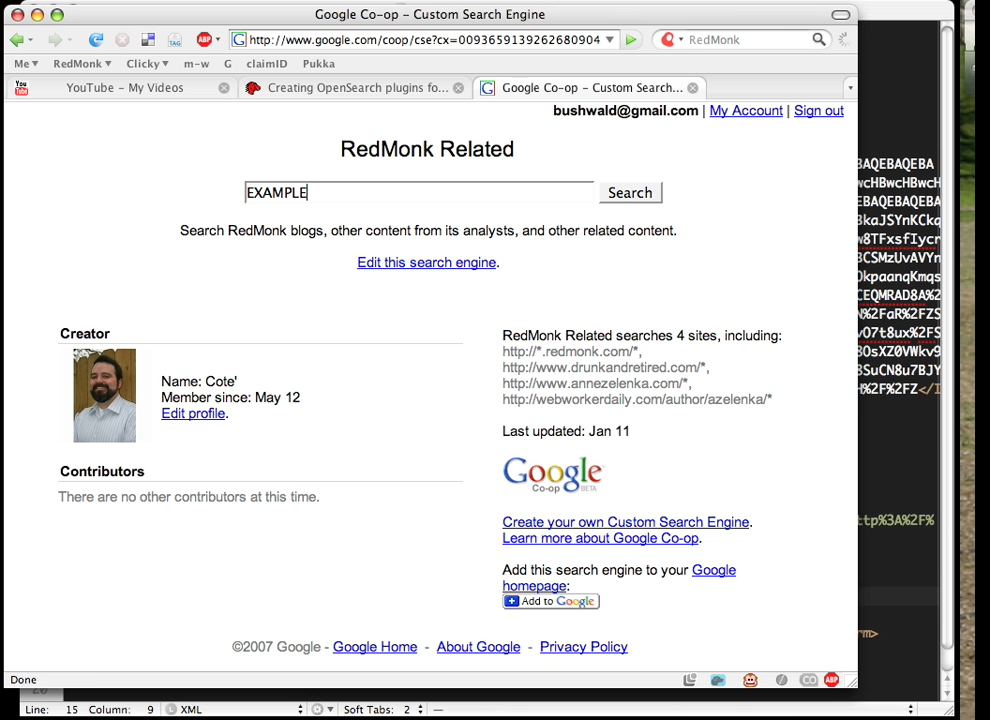 Google Co-op - Custom Search Engine
http://www.google.com/coop/cse?cx=0093659139262680904
RedMonk
Me RedMonk Clicky m-w G claimID Pukka
You Tube YouTube - My Videos Creating OpenSearch plugins fo... Google Co-op - Custom Search...
bushwald@gmail.com | My Account | Sign out
RedMonk Related
EXAMPLE Search
Search RedMonk blogs, other content from its analysts, and other related content.
Edit this search engine.
Creator
Name: Cote'
Member since: May 12
Edit profile.
Contributors
There are no other contributors at this time.
RedMonk Related searches 4 sites, including:
http://*.redmonk.com/*,
http://www.drunkandretired.com/*,
http://www.annezelenka.com/*,
http://webworkerdaily.com/author/azelenka/*
Last updated: Jan 11
Google
Co-op BETA
Create your own Custom Search Engine.
Learn more about Google Co-op.
Add this search engine to your Google
homepage:
Add to Google
©2007 Google - Google Home - About Google - Privacy Policy
Done
ABP
Line: 15 Column: 9 XML Soft Tabs: 2 —